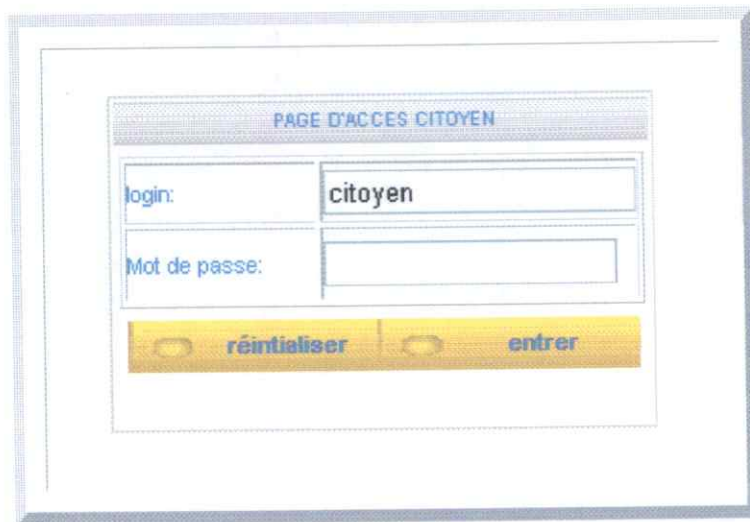 PAGE D'ACCES CITOYEN
login: citoyen
Mot de passe:
réintialiser entrer